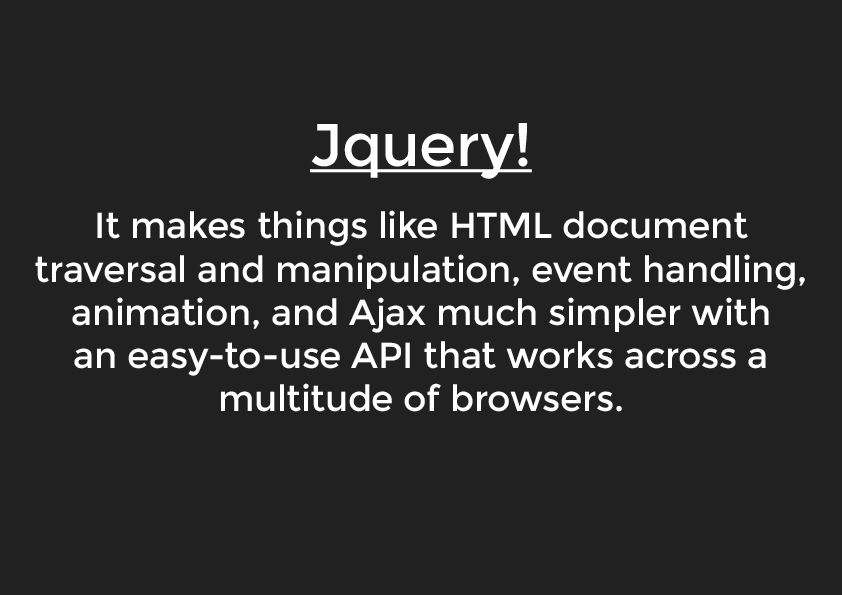 Jquery!
It makes things like HTML document
traversal and manipulation, event handling,
animation, and Ajax much simpler with
an easy-to-use API that works across a
multitude of browsers.